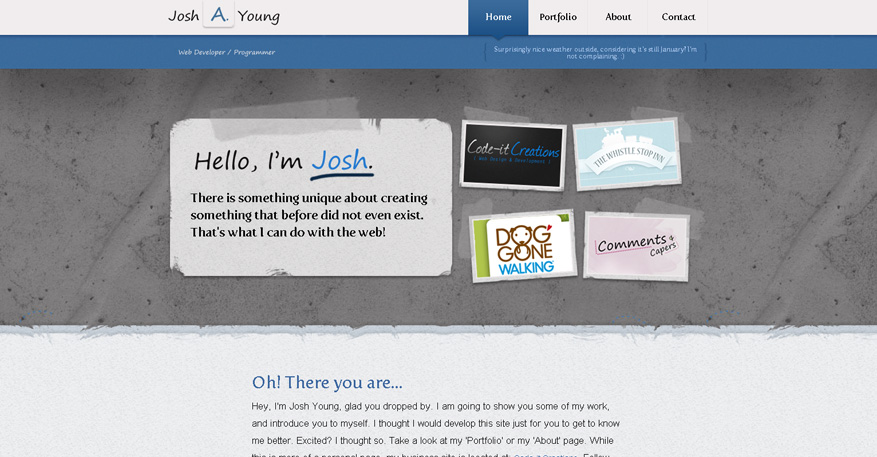 Josh A. Young
Home Portfolio About Contact
Web Developer / Programmer
Surprisingly nice weather outside, considering it's still January! I'm
not complaining. :)
Hello, I'm Josh.
There is something unique about creating
something that before did not even exist.
That's what I can do with the web!
Code-it Creations
( Web Design & Development )
THE WHISTLE STOP INN
DOG
GONE
WALKING
Comments &
Capers
Oh! There you are...
Hey, I'm Josh Young, glad you dropped by. I am going to show you some of my work,
and introduce you to myself. I thought I would develop this site just for you to get to know
me better. Excited? I thought so. Take a look at my 'Portfolio' or my 'About' page. While
this is more of a personal page, my business site is located at: Code-it Creations. Follow